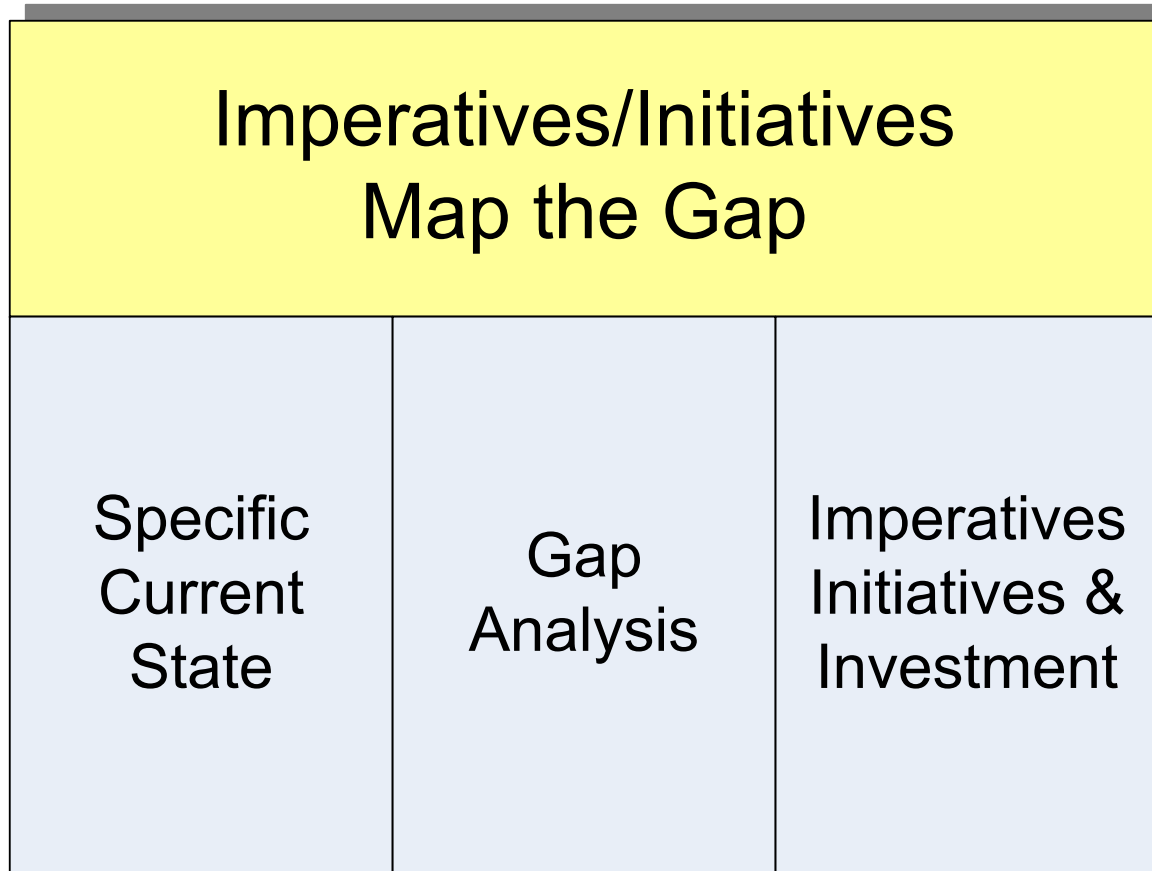 Imperatives/Initiatives
Map the Gap
Specific
Current
State
Gap
Analysis
Imperatives
Initiatives &
Investment